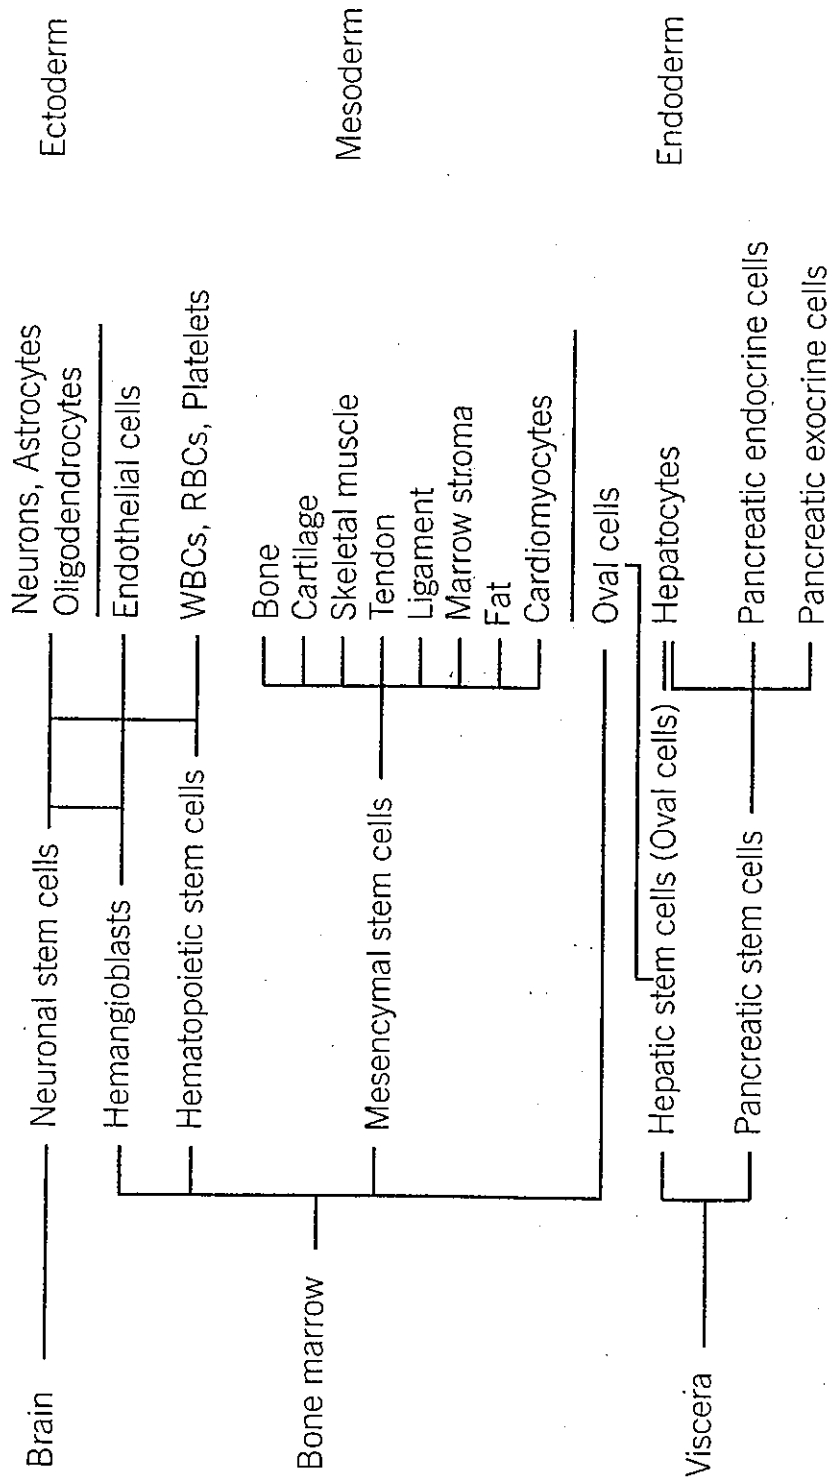 Brain
Neuronal stem cells
Neurons, Astrocytes
Oligodendrocytes
Ectoderm
Bone marrow
Hemangioblasts
Endothelial cells
Hematopoietic stem cells
WBCs, RBCs, Platelets
Mesencymal stem cells
Bone
Cartilage
Skeletal muscle
Tendon
Ligament
Marrow stroma
Fat
Cardiomyocytes
Mesoderm
Oval cells
Viscera
Hepatic stem cells (Oval cells)
Hepatocytes
Pancreatic stem cells
Pancreatic endocrine cells
Pancreatic exocrine cells
Endoderm